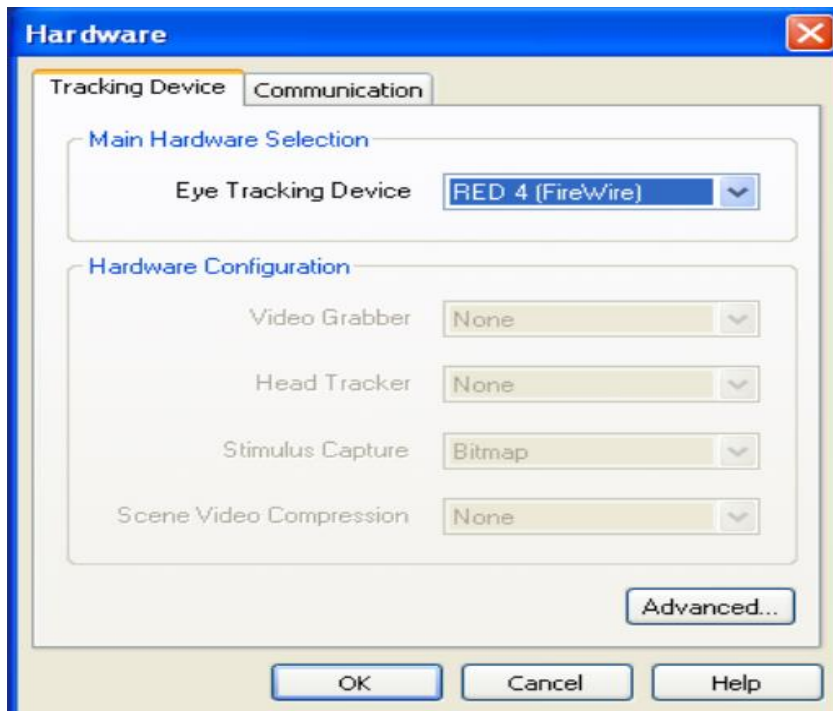 Hardware
Tracking Device Communication
Main Hardware Selection
Eye Tracking Device RED 4 (FireWire)
Hardware Configuration
Video Grabber None
Head Tracker None
Stimulus Capture Bitmap
Scene Video Compression None
Advanced...
OK Cancel Help